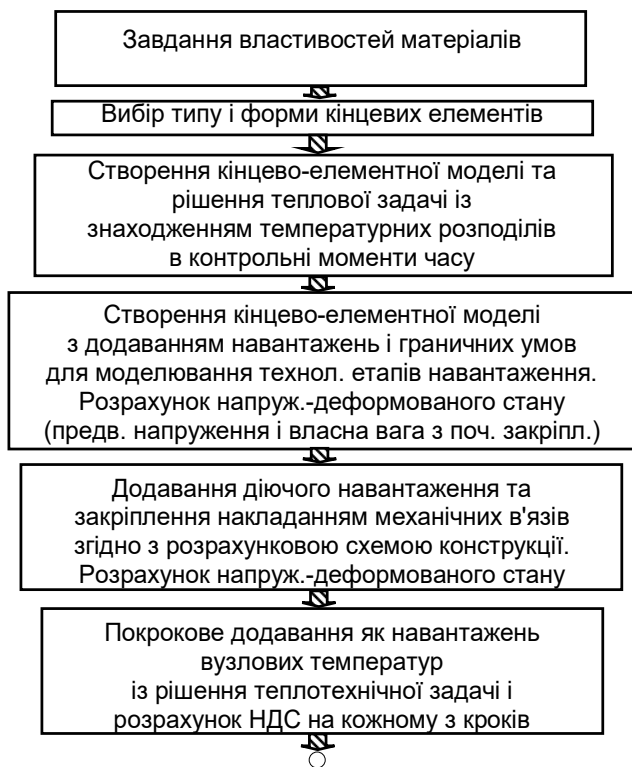 Завдання властивостей матеріалів
Вибір типу і форми кінцевих елементів
Створення кінцево-елементної моделі та
рішення теплової задачі із
знаходженням температурних розподілів
в контрольні моменти часу
Створення кінцево-елементної моделі
з додаванням навантажень і граничних умов
для моделювання технол. етапів навантаження.
Розрахунок напруж.-деформованого стану
(предв. напруження і власна вага з поч. закріпл.)
Додавання діючого навантаження та
закріплення накладанням механічних в'язів
згідно з розрахунковою схемою конструкції.
Розрахунок напруж.-деформованого стану
Покрокове додавання як навантажень
вузлових температур
із рішення теплотехнічної задачі і
розрахунок НДС на кожному з кроків